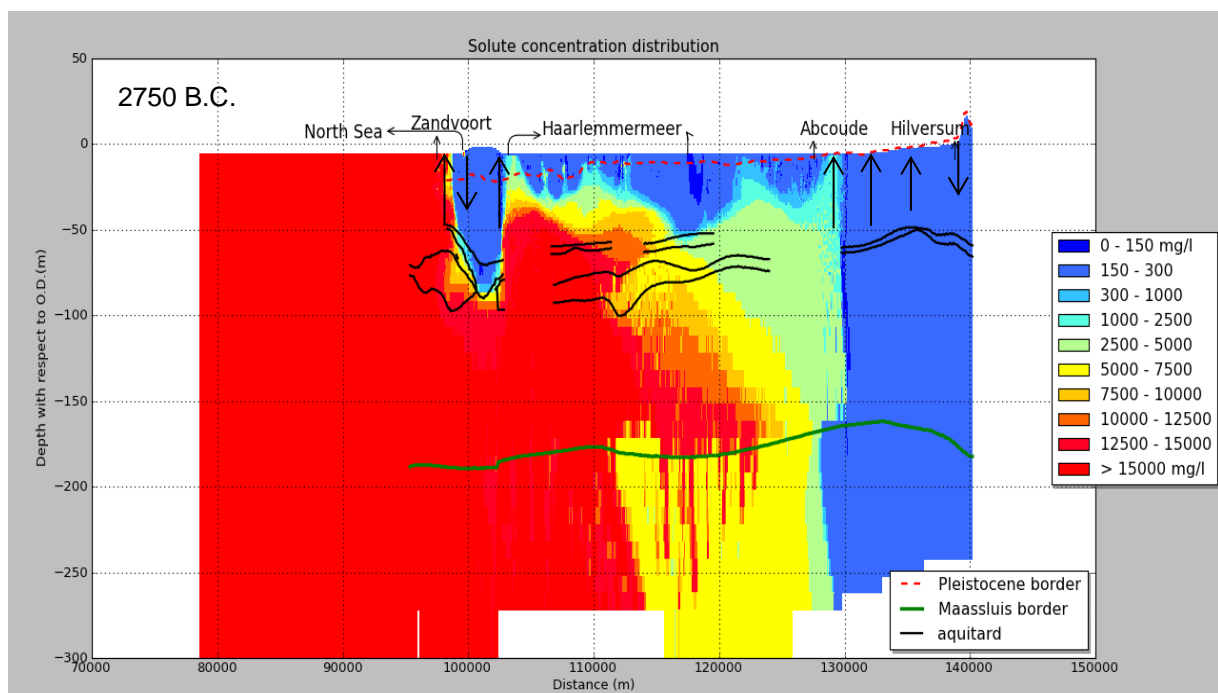 Solute concentration distribution
2750 B.C.
North Sea
Zandvoort
Haarlemmermeer
Abcoude
Hilversum
50
0
−50
−100
−150
−200
−250
−300
Depth with respect to O.D.(m)
70000 80000 90000 100000 110000 120000 130000 140000 150000
Distance (m)
0 - 150 mg/l
150 - 300
300 - 1000
1000 - 2500
2500 - 5000
5000 - 7500
7500 - 10000
10000 - 12500
12500 - 15000
> 15000 mg/l
Pleistocene border
Maassluis border
aquitard